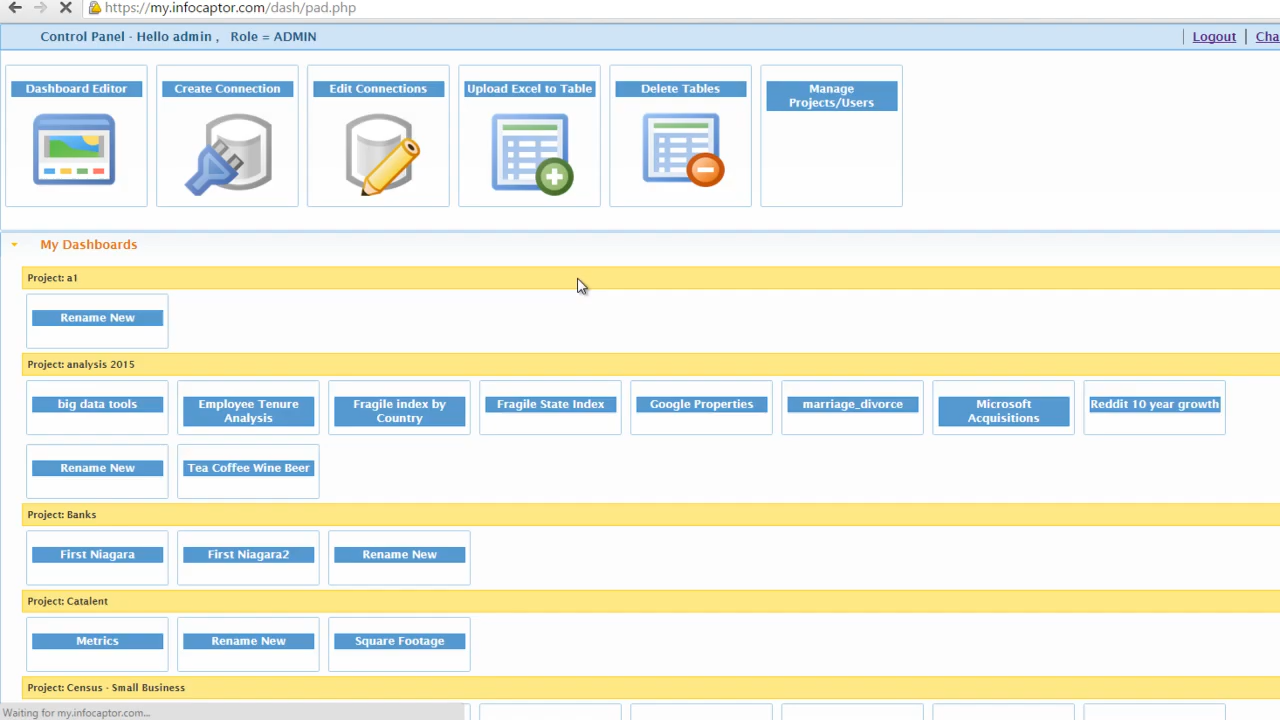 https://my.infocaptor.com/dash/pad.php
Control Panel - Hello admin ,   Role = ADMIN
Logout
Cha
Dashboard Editor
Create Connection
Edit Connections
Upload Excel to Table
Delete Tables
Manage
Projects/Users
My Dashboards
Project: a1
Rename New
Project: analysis 2015
big data tools
Employee Tenure
Analysis
Fragile index by
Country
Fragile State Index
Google Properties
marriage_divorce
Microsoft
Acquisitions
Reddit 10 year growth
Rename New
Tea Coffee Wine Beer
Project: Banks
First Niagara
First Niagara2
Rename New
Project: Catalent
Metrics
Rename New
Square Footage
Project: Census - Small Business
Waiting for my.infocaptor.com...